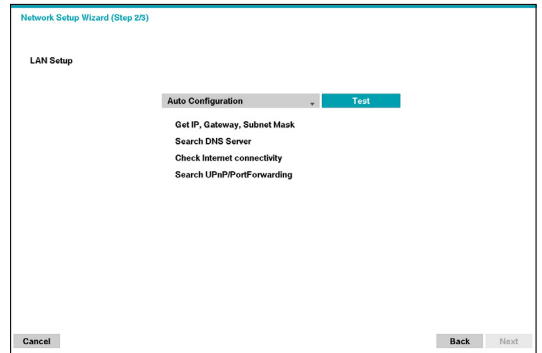 Network Setup Wizard (Step 2/3)
LAN Setup
Auto Configuration
Test
Get IP, Gateway, Subnet Mask
Search DNS Server
Check Internet connectivity
Search UPnP/PortForwarding
Cancel
Back
Next